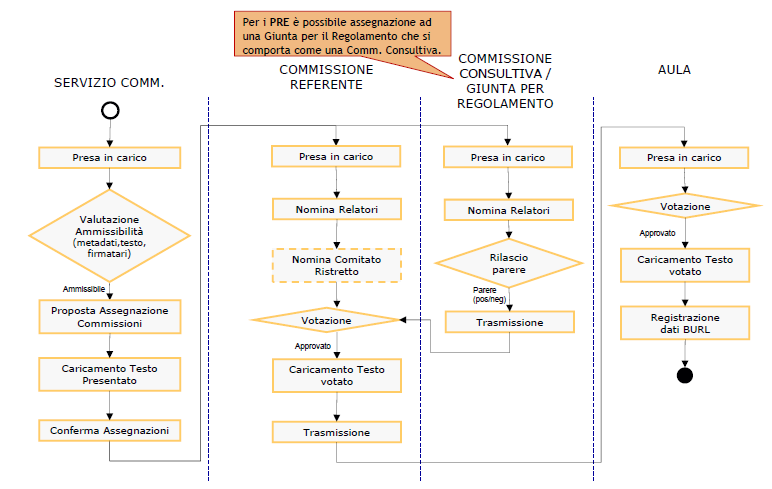 Per i PRE è possibile assegnazione ad
una Giunta per il Regolamento che si
comporta come una Comm. Consultiva.
SERVIZIO COMM.
Presa in carico
Valutazione
Ammissibilità
(metadati,testo,
firmatari)
Ammissibile
Proposta Assegnazione
Commissioni
Caricamento Testo
Presentato
Conferma Assegnazioni
COMMISSIONE
REFERENTE
Presa in carico
Nomina Relatori
Nomina Comitato
Ristretto
Votazione
Approvato
Caricamento Testo
votato
Trasmissione
COMMISSIONE
CONSULTIVA /
GIUNTA PER
REGOLAMENTO
Presa in carico
Nomina Relatori
Rilascio
parere
Parere
(pos/neg)
Trasmissione
AULA
Presa in carico
Votazione
Approvato
Caricamento Testo
votato
Registrazione
dati BURL